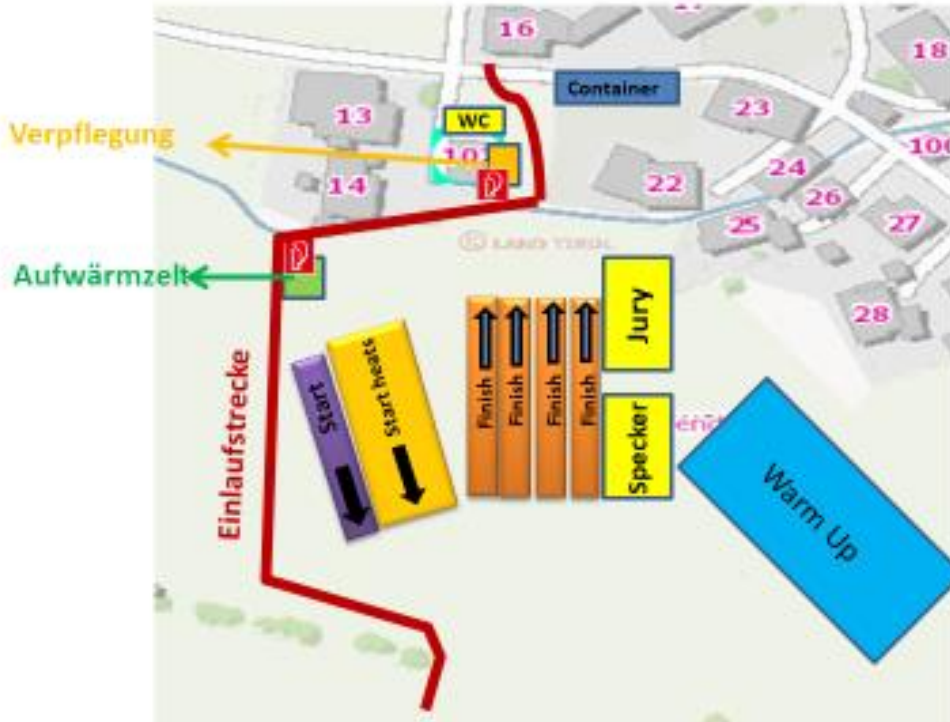 16
18
Container
13
WC
23
Verpflegung
10
100
24
14
22
26
25
27
© LAND TIROL
Aufwärmzelt
28
Jury
Start
Start heats
Finish
Finish
Finish
Finish
Einlaufstrecke
Specker
Warm Up